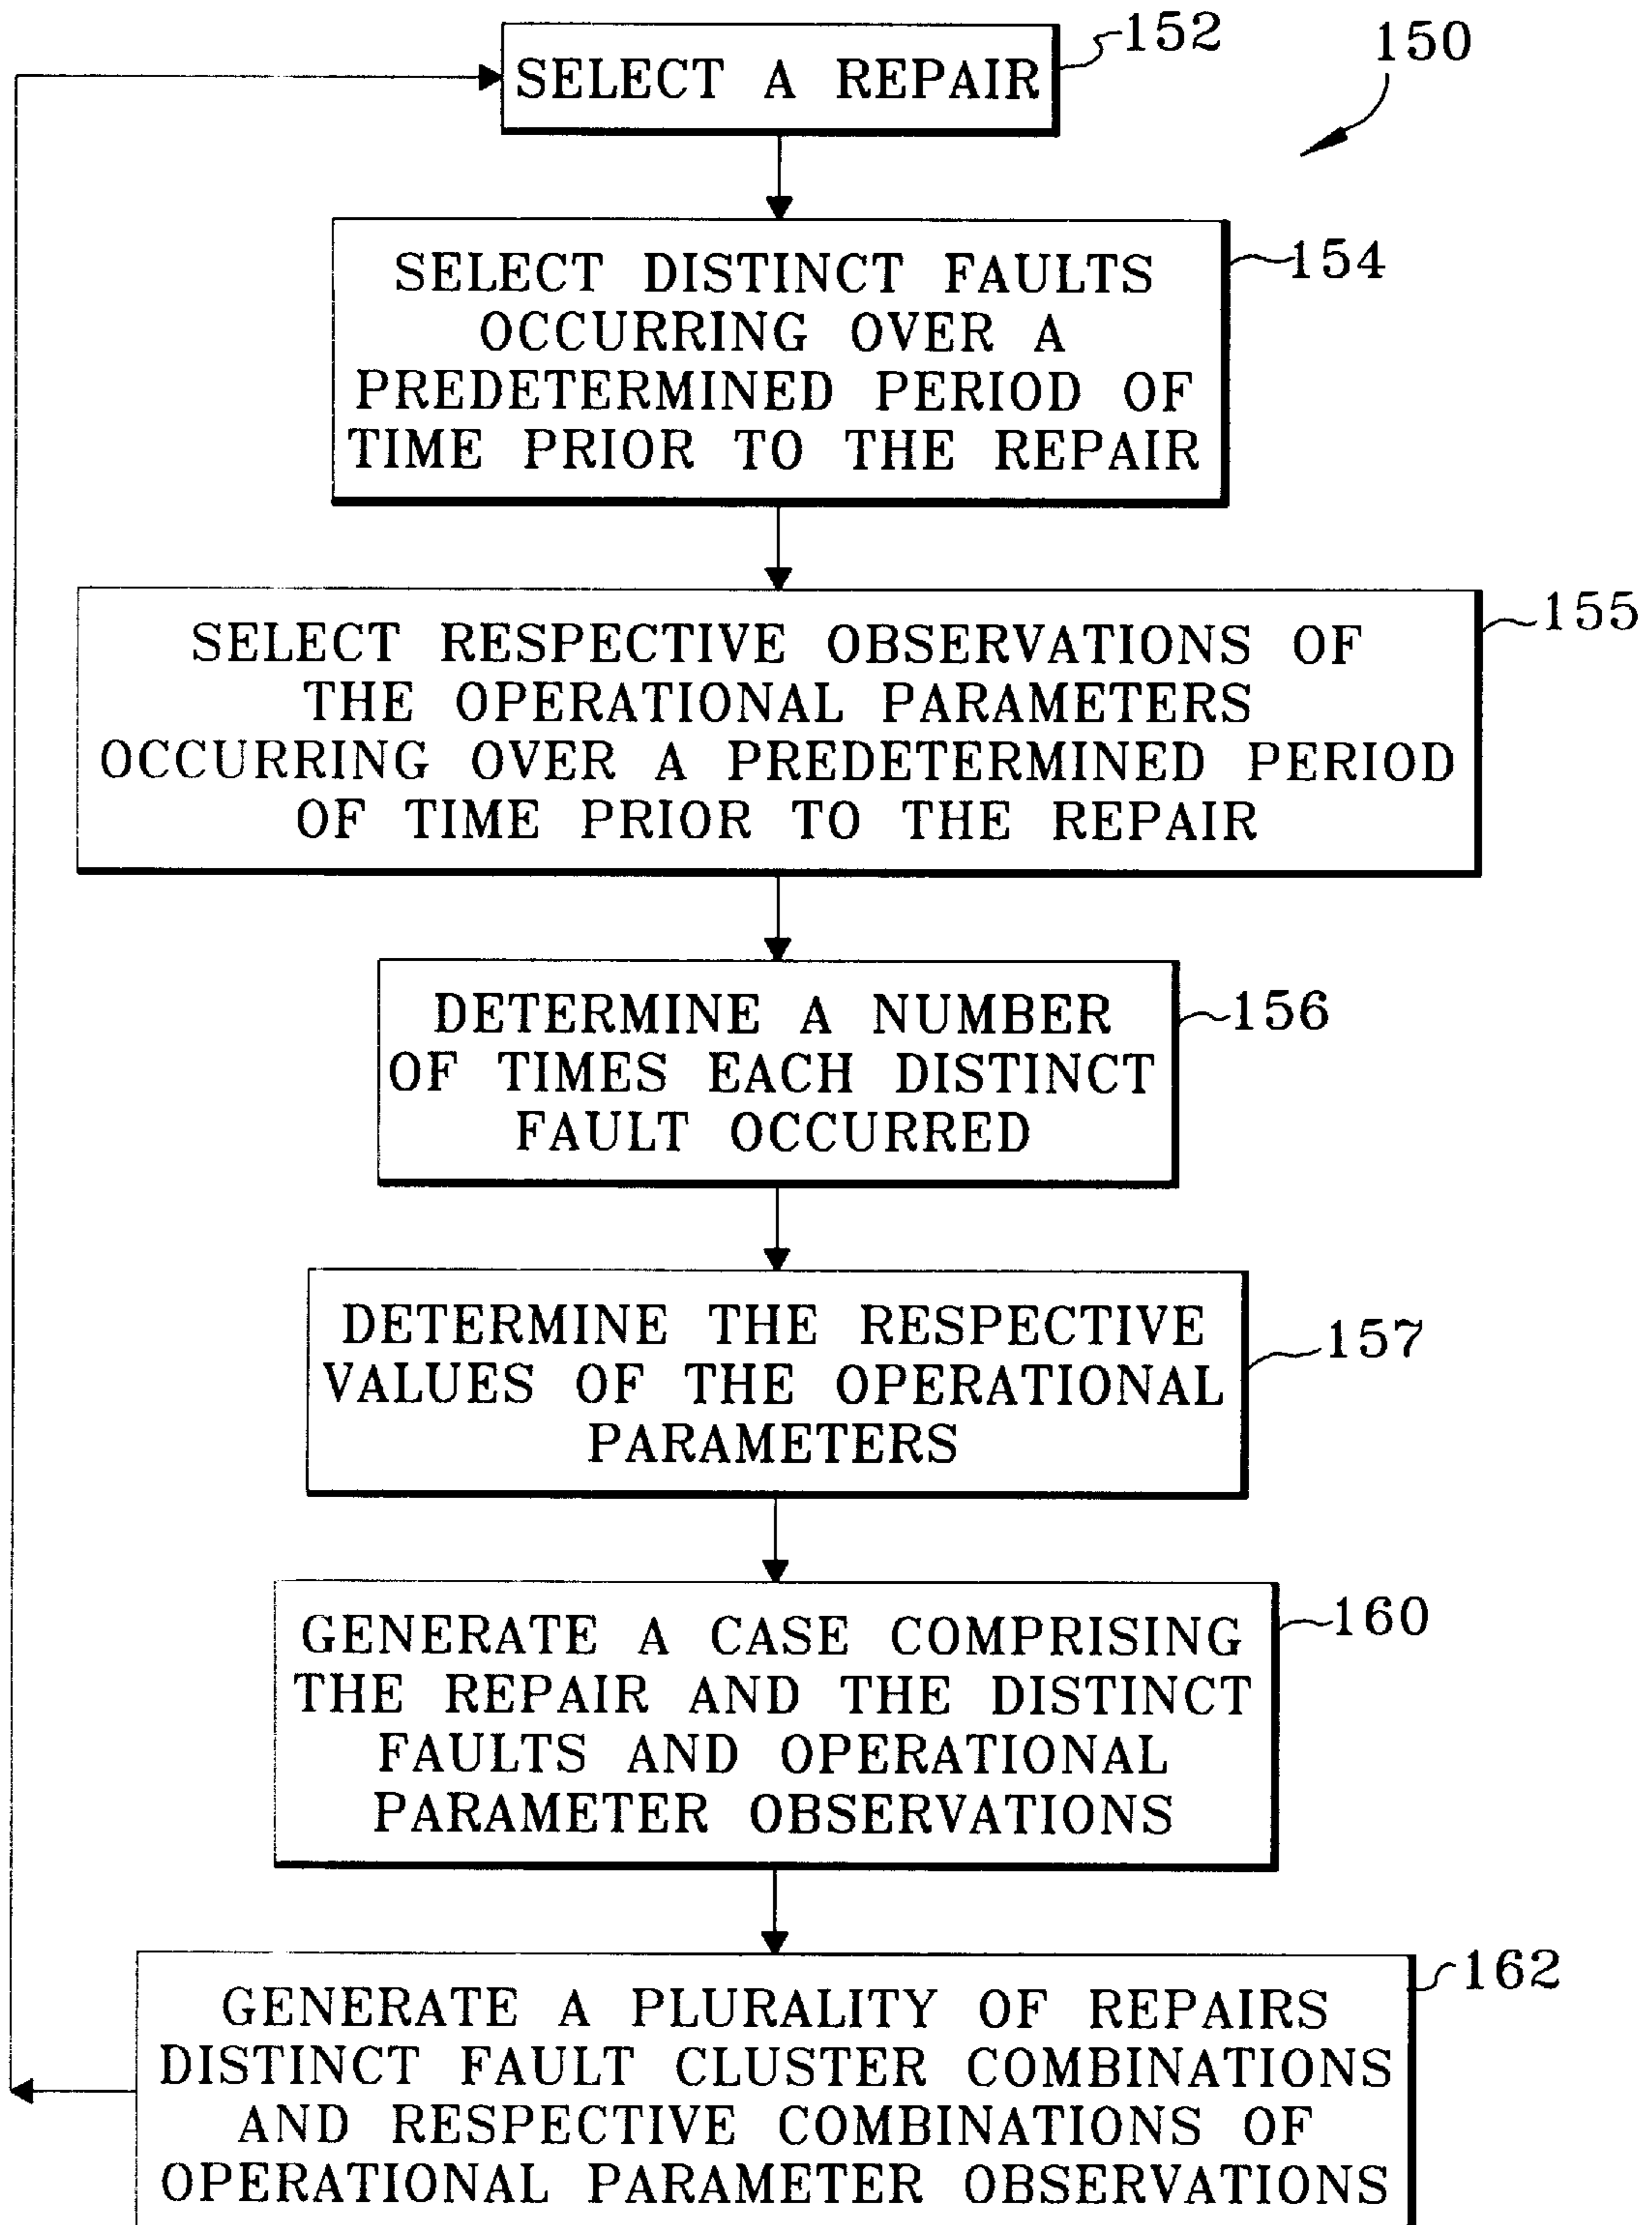 152
150
SELECT A REPAIR
SELECT DISTINCT FAULTS
OCCURRING OVER A
PREDETERMINED PERIOD OF
TIME PRIOR TO THE REPAIR
154
SELECT RESPECTIVE OBSERVATIONS OF
THE OPERATIONAL PARAMETERS
OCCURRING OVER A PREDETERMINED PERIOD
OF TIME PRIOR TO THE REPAIR
155
DETERMINE A NUMBER
OF TIMES EACH DISTINCT
FAULT OCCURRED
156
DETERMINE THE RESPECTIVE
VALUES OF THE OPERATIONAL
PARAMETERS
157
GENERATE A CASE COMPRISING
THE REPAIR AND THE DISTINCT
FAULTS AND OPERATIONAL
PARAMETER OBSERVATIONS
160
GENERATE A PLURALITY OF REPAIRS
DISTINCT FAULT CLUSTER COMBINATIONS
AND RESPECTIVE COMBINATIONS OF
OPERATIONAL PARAMETER OBSERVATIONS
162